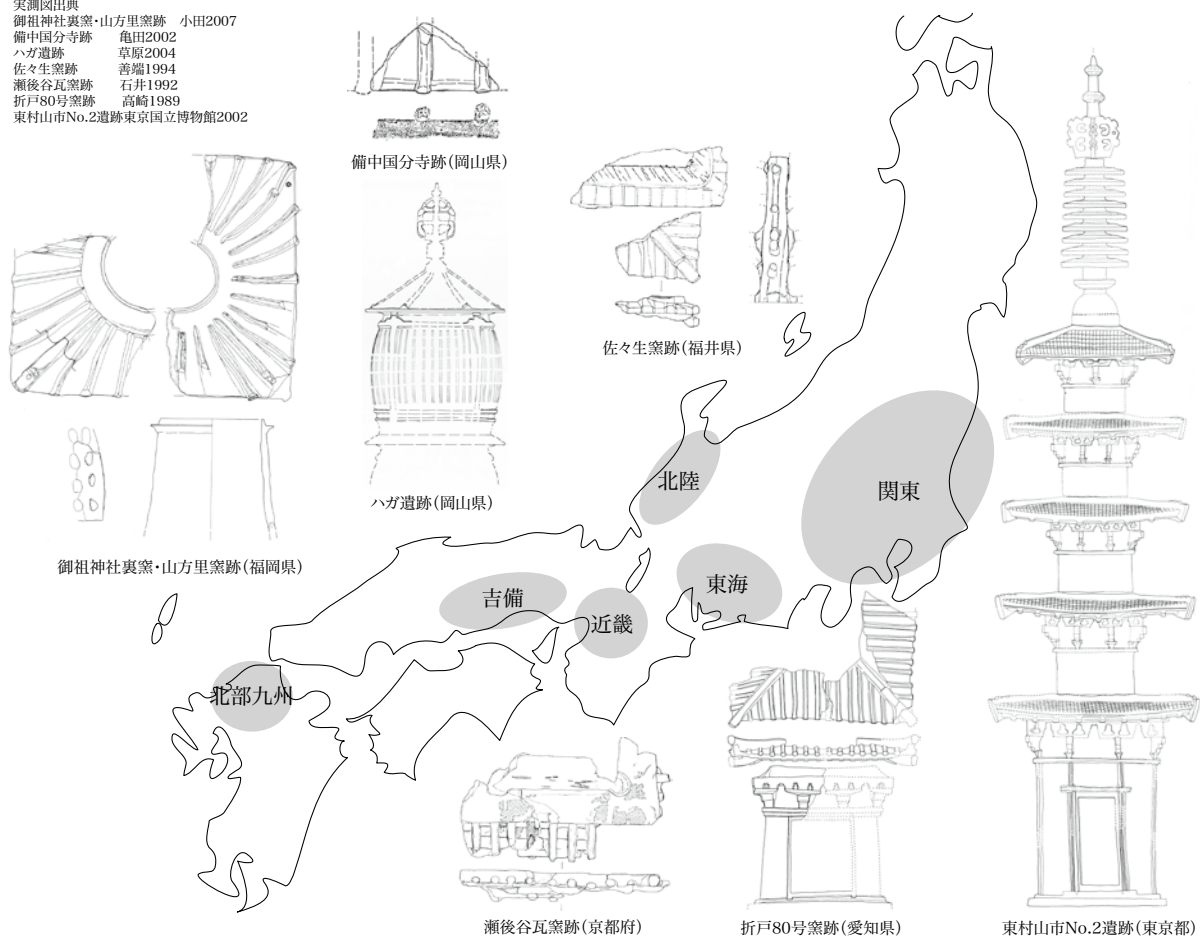 実測図出典
御祖神社裏窯・山方里窯跡　小田2007
備中国分寺跡　　亀田2002
ハガ遺跡　　　　草原2004
佐々生窯跡　　　善端1994
瀬後谷瓦窯跡　　石井1992
折戸80号窯跡　　高崎1989
東村山市No.2遺跡東京国立博物館2002
備中国分寺跡(岡山県)
佐々生窯跡(福井県)
ハガ遺跡(岡山県)
御祖神社裏窯・山方里窯跡(福岡県)
北陸
関東
東海
吉備
近畿
北部九州
瀬後谷瓦窯跡(京都府)
折戸80号窯跡(愛知県)
東村山市No.2遺跡(東京都)